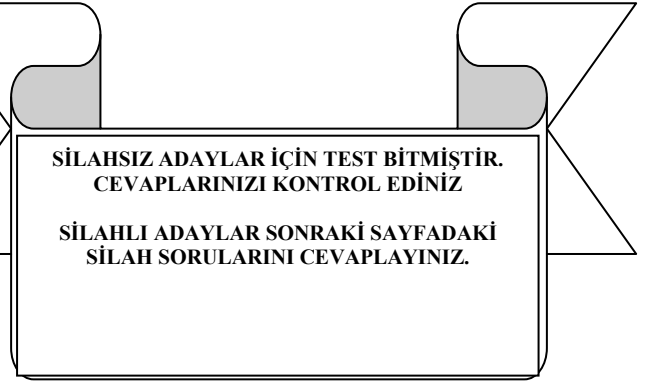 SİLAHSIZ ADAYLAR İÇİN TEST BİTMİŞTİR.
CEVAPLARINIZI KONTROL EDİNİZ
SİLAHLI ADAYLAR SONRAKİ SAYFADAKİ
SİLAH SORULARINI CEVAPLAYINIZ.